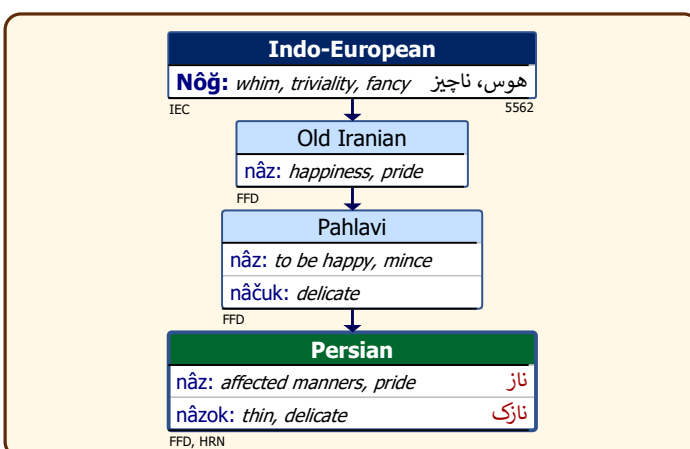 Indo-European
Nôğ: whim, triviality, fancy هوس، ناچیز
IEC 5562
Old Iranian
nâz: happiness, pride
FFD
Pahlavi
nâz: to be happy, mince
nâčuk: delicate
FFD
Persian
nâz: affected manners, pride ناز
nâzok: thin, delicate نازک
FFD, HRN